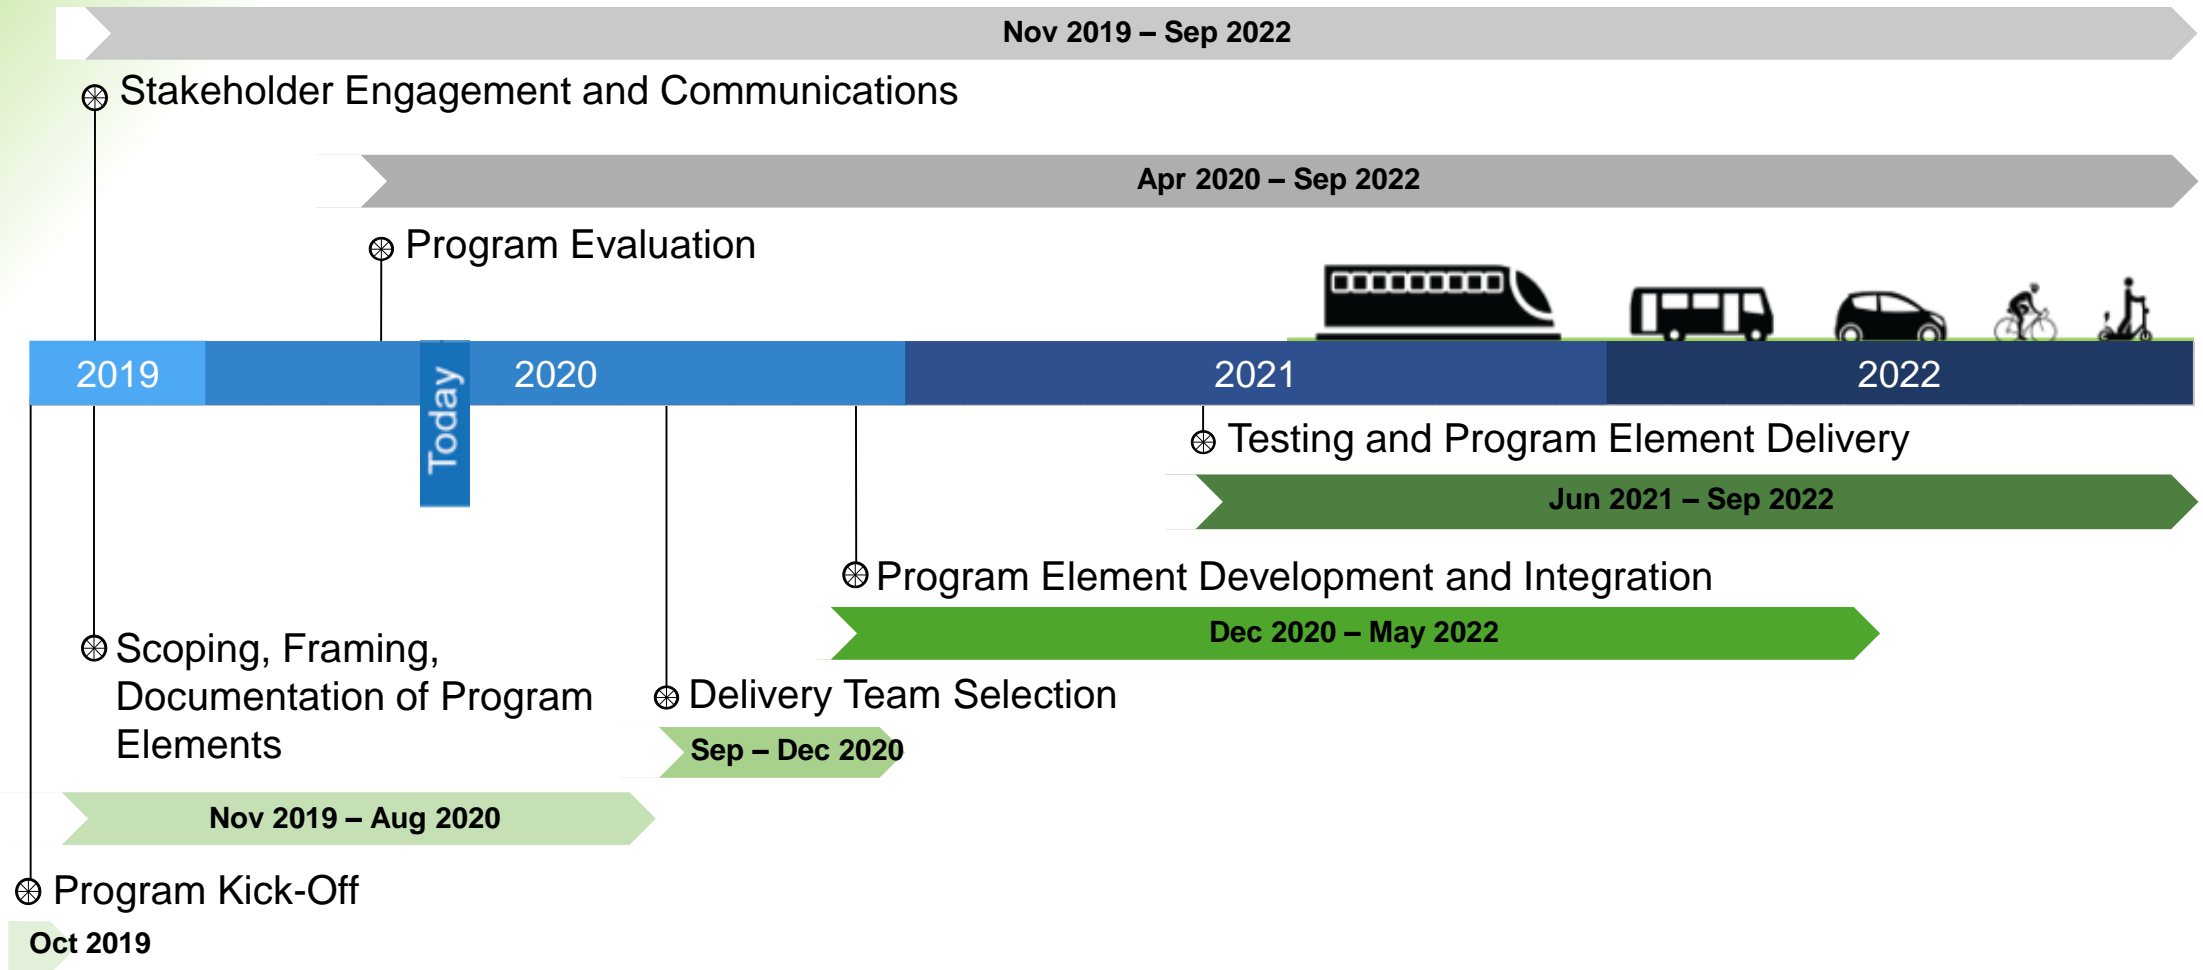 Nov 2019 – Sep 2022
Stakeholder Engagement and Communications
Apr 2020 – Sep 2022
Program Evaluation
2019
Today
2020
2021
2022
Testing and Program Element Delivery
Jun 2021 – Sep 2022
Program Element Development and Integration
Dec 2020 – May 2022
Scoping, Framing,
Documentation of Program
Elements
Delivery Team Selection
Sep – Dec 2020
Nov 2019 – Aug 2020
Program Kick-Off
Oct 2019